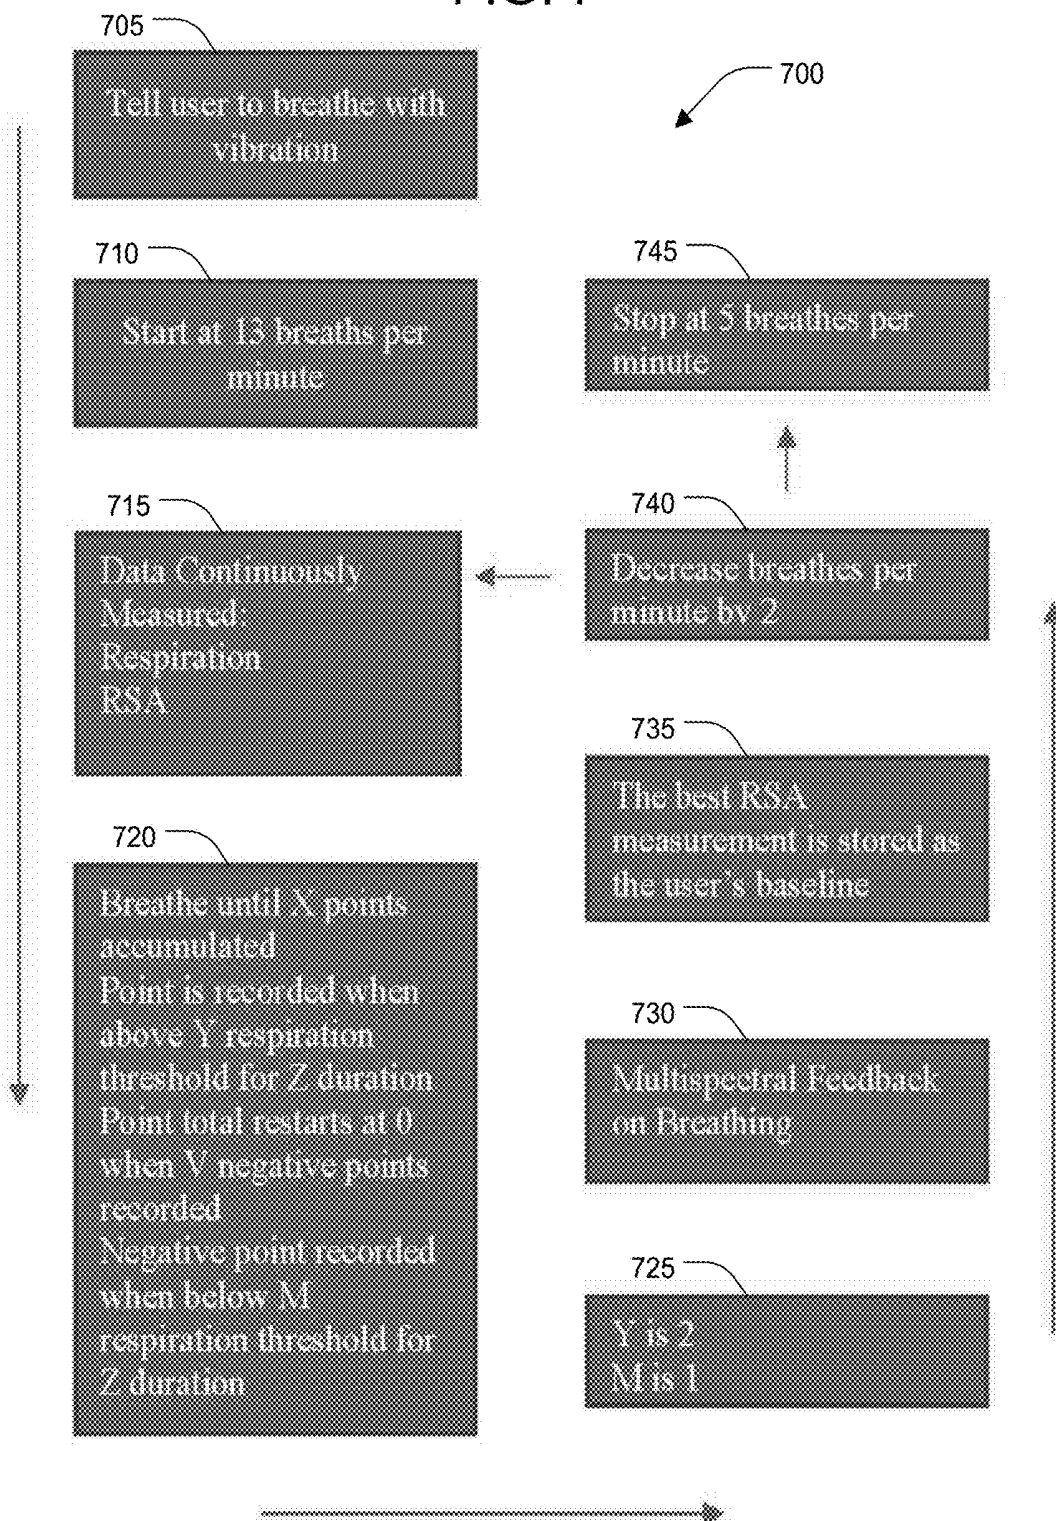 705
Tell user to breathe with
vibration
700
710
Start at 13 breaths per
minute
715
Data Continuously
Measured:
Respiration
RSA
720
Breathe until X points
accumulated
Point is recorded when
above Y respiration
threshold for Z duration
Point total restarts at 0
when V negative points
recorded
Negative point recorded
when below M
respiration threshold for
Z duration
725
Y is 2
M is 1
730
Multispectral Feedback
on Breathing
735
The best RSA
measurement is stored as
the user's baseline
740
Decrease breathes per
minute by 2
745
Stop at 5 breathes per
minute